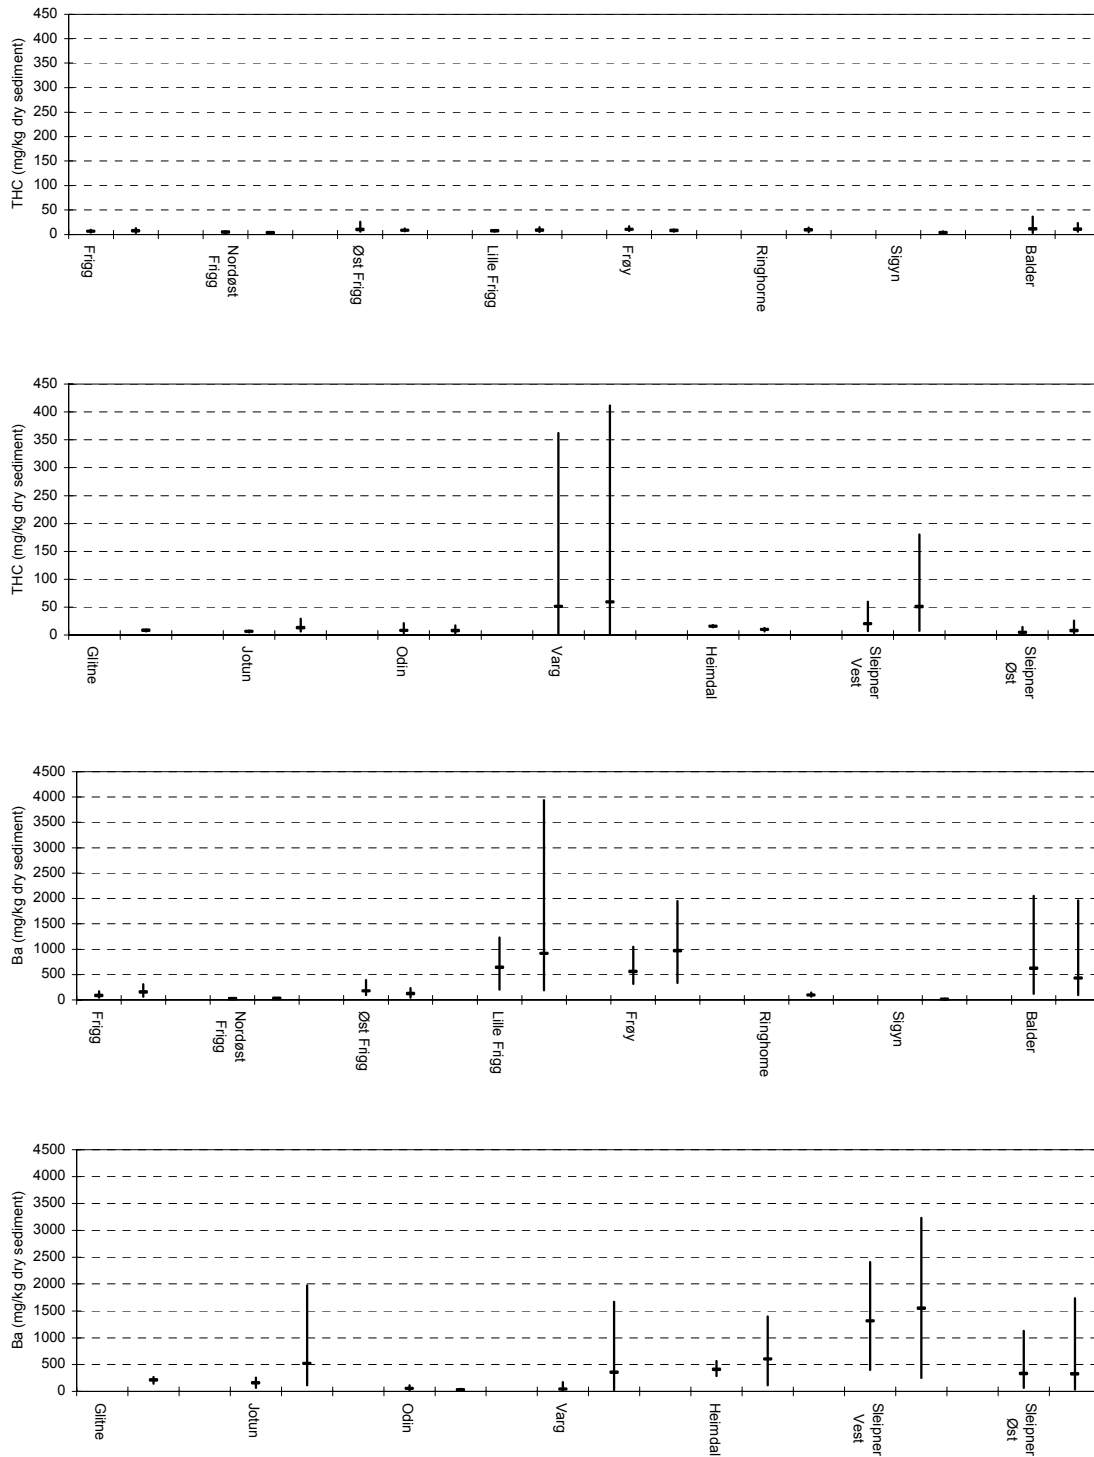 THC (mg/kg dry sediment)
450
400
350
300
250
200
150
100
50
0
Frigg
Nordøst
Frigg
Øst Frigg
Lille Frigg
Frøy
Ringhorne
Sigyn
Balder
THC (mg/kg dry sediment)
450
400
350
300
250
200
150
100
50
0
Glitne
Jotun
Odin
Varg
Heimdal
Sleipner
Vest
Sleipner
Øst
Ba (mg/kg dry sediment)
4500
4000
3500
3000
2500
2000
1500
1000
500
0
Frigg
Nordøst
Frigg
Øst Frigg
Lille Frigg
Frøy
Ringhorne
Sigyn
Balder
Ba (mg/kg dry sediment)
4500
4000
3500
3000
2500
2000
1500
1000
500
0
Glitne
Jotun
Odin
Varg
Heimdal
Sleipner
Vest
Sleipner
Øst